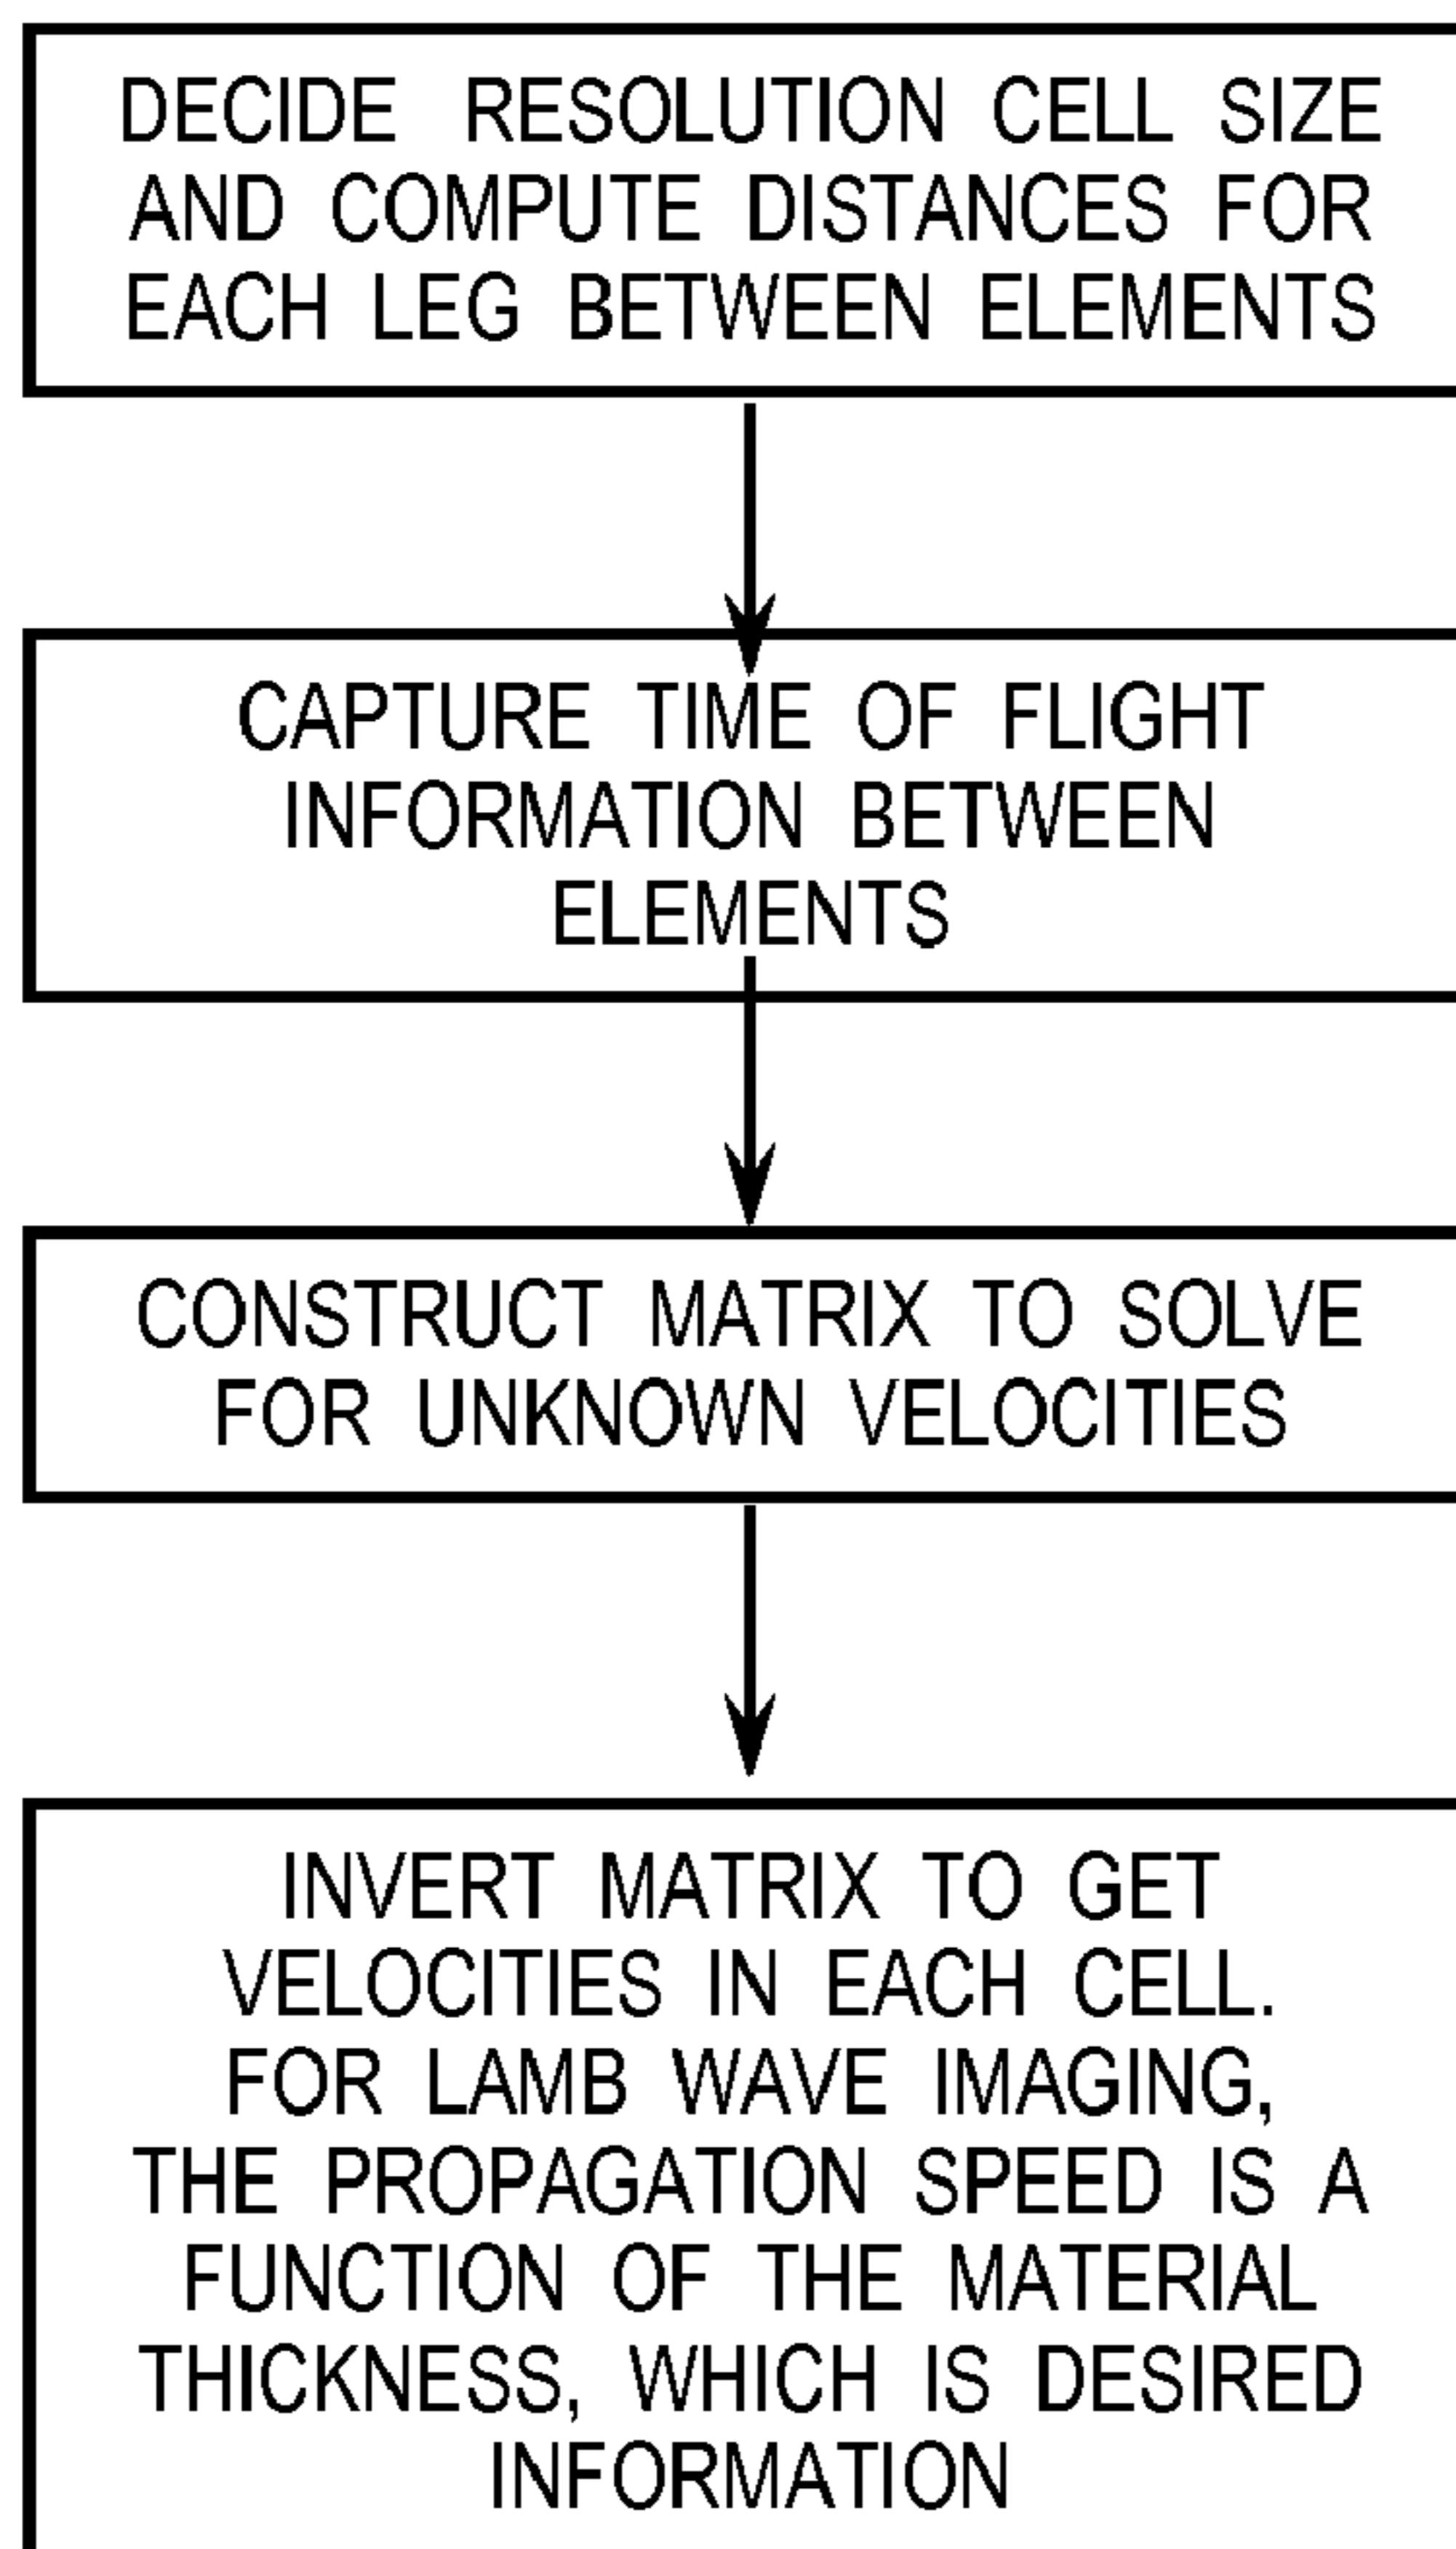 DECIDE RESOLUTION CELL SIZE
AND COMPUTE DISTANCES FOR
EACH LEG BETWEEN ELEMENTS
CAPTURE TIME OF FLIGHT
INFORMATION BETWEEN
ELEMENTS
CONSTRUCT MATRIX TO SOLVE
FOR UNKNOWN VELOCITIES
INVERT MATRIX TO GET
VELOCITIES IN EACH CELL.
FOR LAMB WAVE IMAGING,
THE PROPAGATION SPEED IS A
FUNCTION OF THE MATERIAL
THICKNESS, WHICH IS DESIRED
INFORMATION